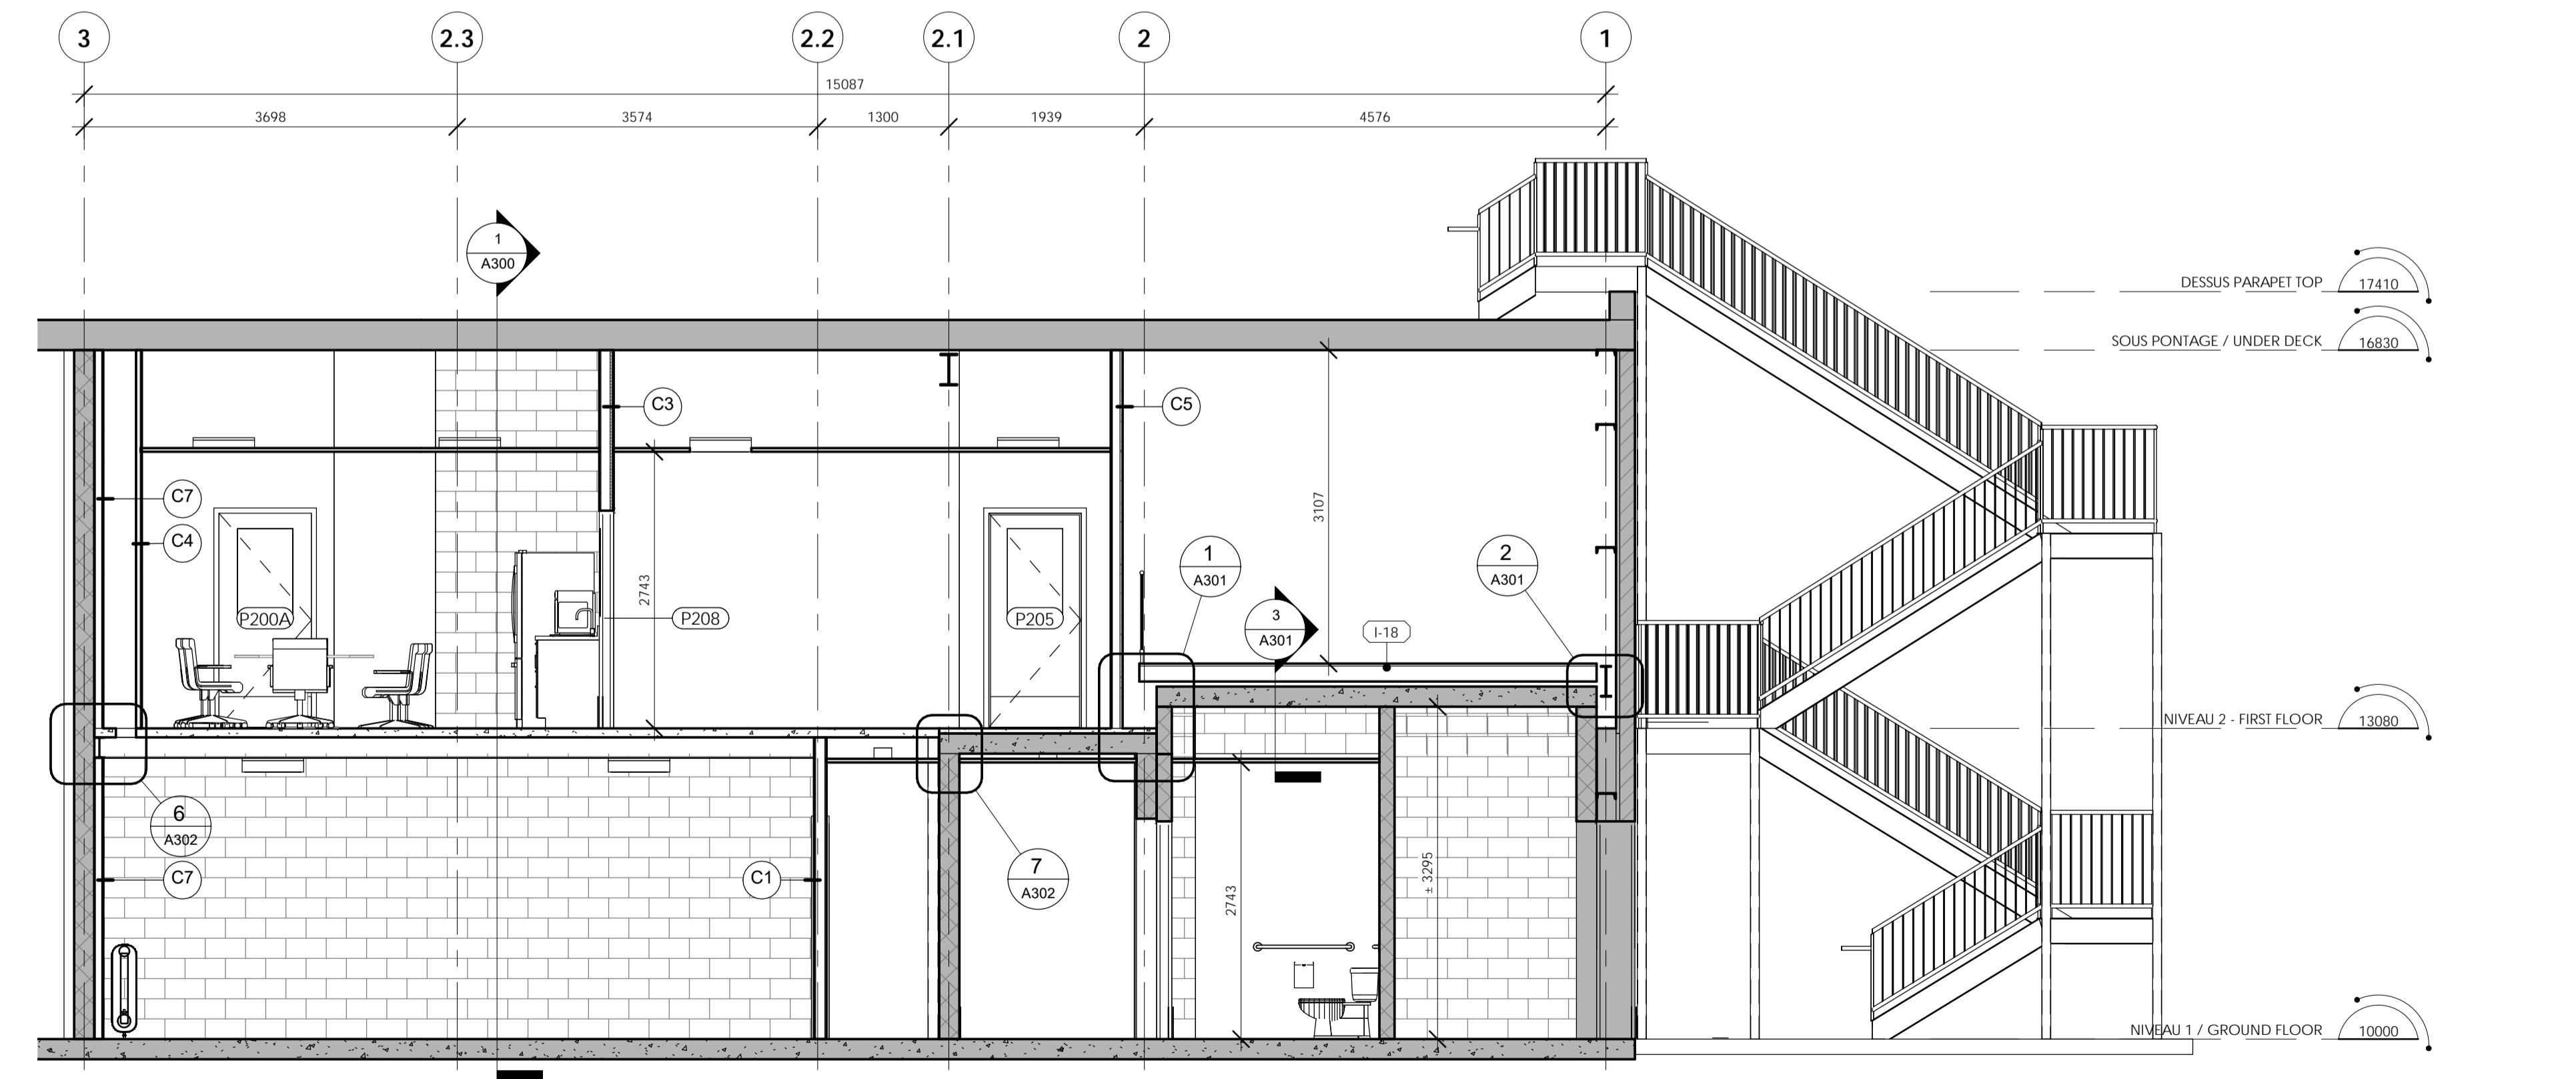 3
2.3
2.2
2.1
2
1
15087
3698
3574
1300
1939
4576
1
A300
DESSUS PARAPET TOP
17410
SOUS PONTAGE / UNDER DECK
16830
C3
C5
C7
C4
3107
2743
1
A301
2
A301
P200A
P208
P205
3
A301
I-18
NIVEAU 2 - FIRST FLOOR
13080
6
A302
C7
C1
7
A302
2743
± 3295
NIVEAU 1 / GROUND FLOOR
10000